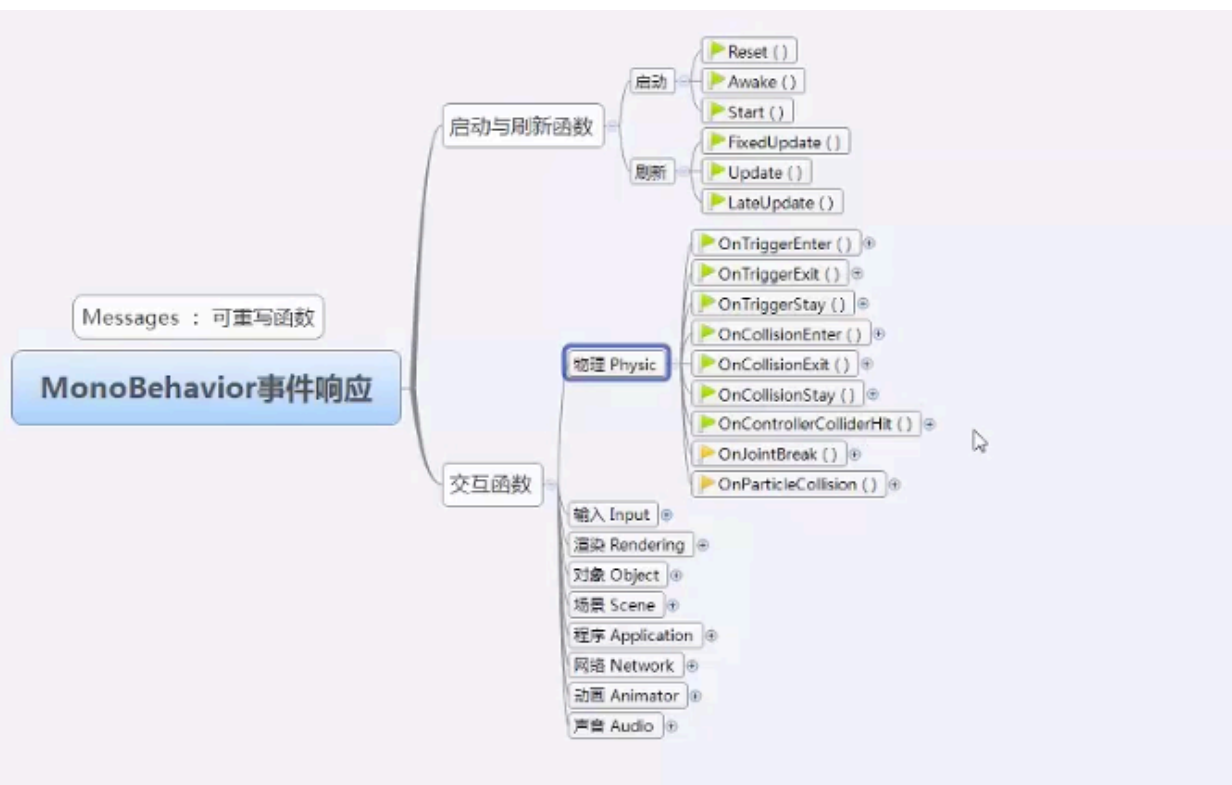 Messages : 可重写函数
MonoBehavior事件响应
启动与刷新函数
启动
Reset ( )
Awake ( )
Start ( )
刷新
FixedUpdate ( )
Update ( )
LateUpdate ( )
交互函数
物理 Physic
OnTriggerEnter ( )
OnTriggerExit ( )
OnTriggerStay ( )
OnCollisionEnter ( )
OnCollisionExit ( )
OnCollisionStay ( )
OnControllerColliderHit ( )
OnJointBreak ( )
OnParticleCollision ( )
输入 Input
渲染 Rendering
对象 Object
场景 Scene
程序 Application
网络 Network
动画 Animator
声音 Audio